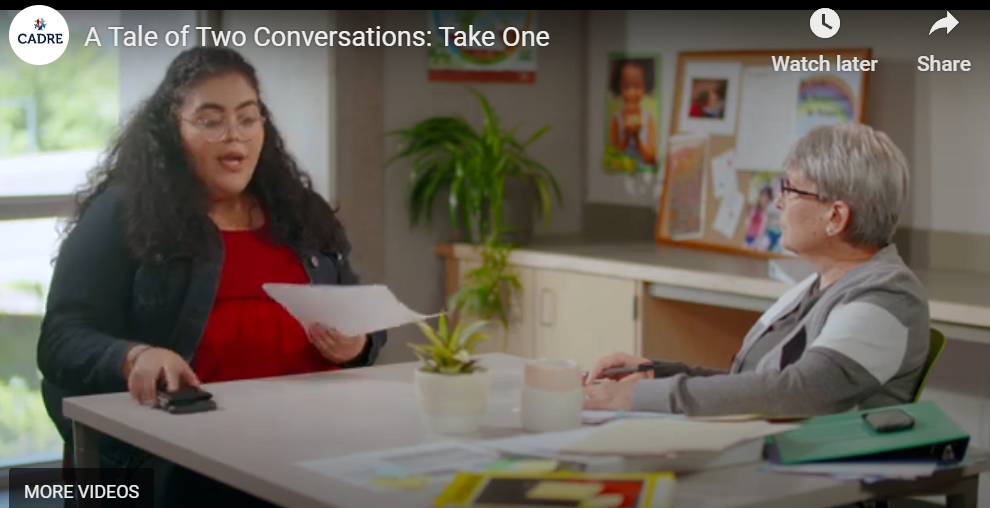 CADRE
A Tale of Two Conversations: Take One
Watch later
Share
MORE VIDEOS